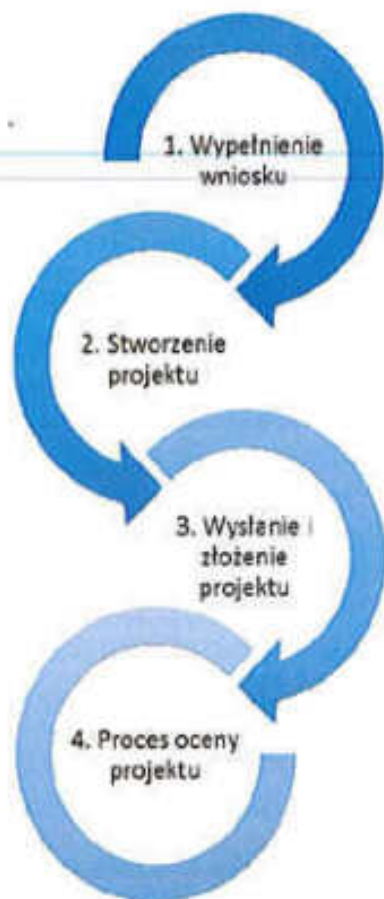 1. Wypełnienie
wniosku
2. Stworzenie
projektu
3. Wysłanie i
złożenie
projektu
4. Proces oceny
projektu